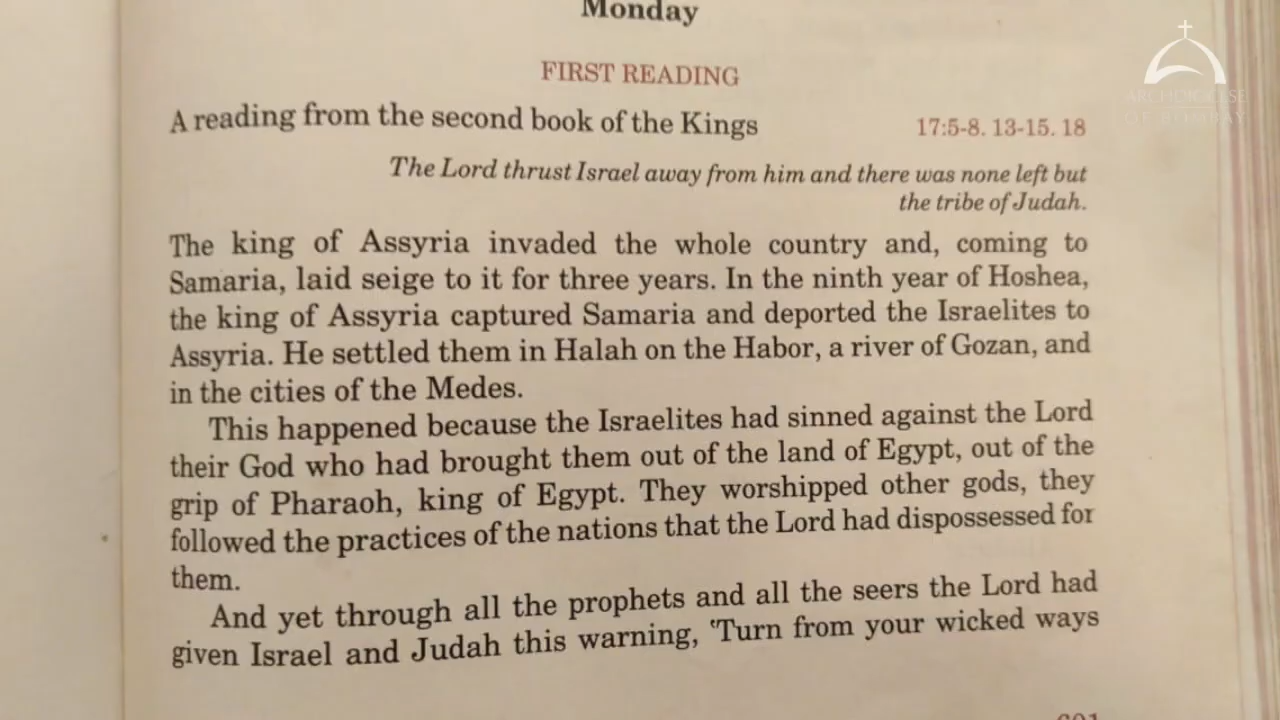 Monday
FIRST READING
A reading from the second book of the Kings 17:5-8. 13-15. 18
The Lord thrust Israel away from him and there was none left but
the tribe of Judah.
The king of Assyria invaded the whole country and, coming to
Samaria, laid seige to it for three years. In the ninth year of Hoshea,
the king of Assyria captured Samaria and deported the Israelites to
Assyria. He settled them in Halah on the Habor, a river of Gozan, and
in the cities of the Medes.
This happened because the Israelites had sinned against the Lord
their God who had brought them out of the land of Egypt, out of the
grip of Pharaoh, king of Egypt. They worshipped other gods, they
followed the practices of the nations that the Lord had dispossessed for
them.
And yet through all the prophets and all the seers the Lord had
given Israel and Judah this warning, ‘Turn from your wicked ways
ARCHDIOCESE
OF BOMBAY